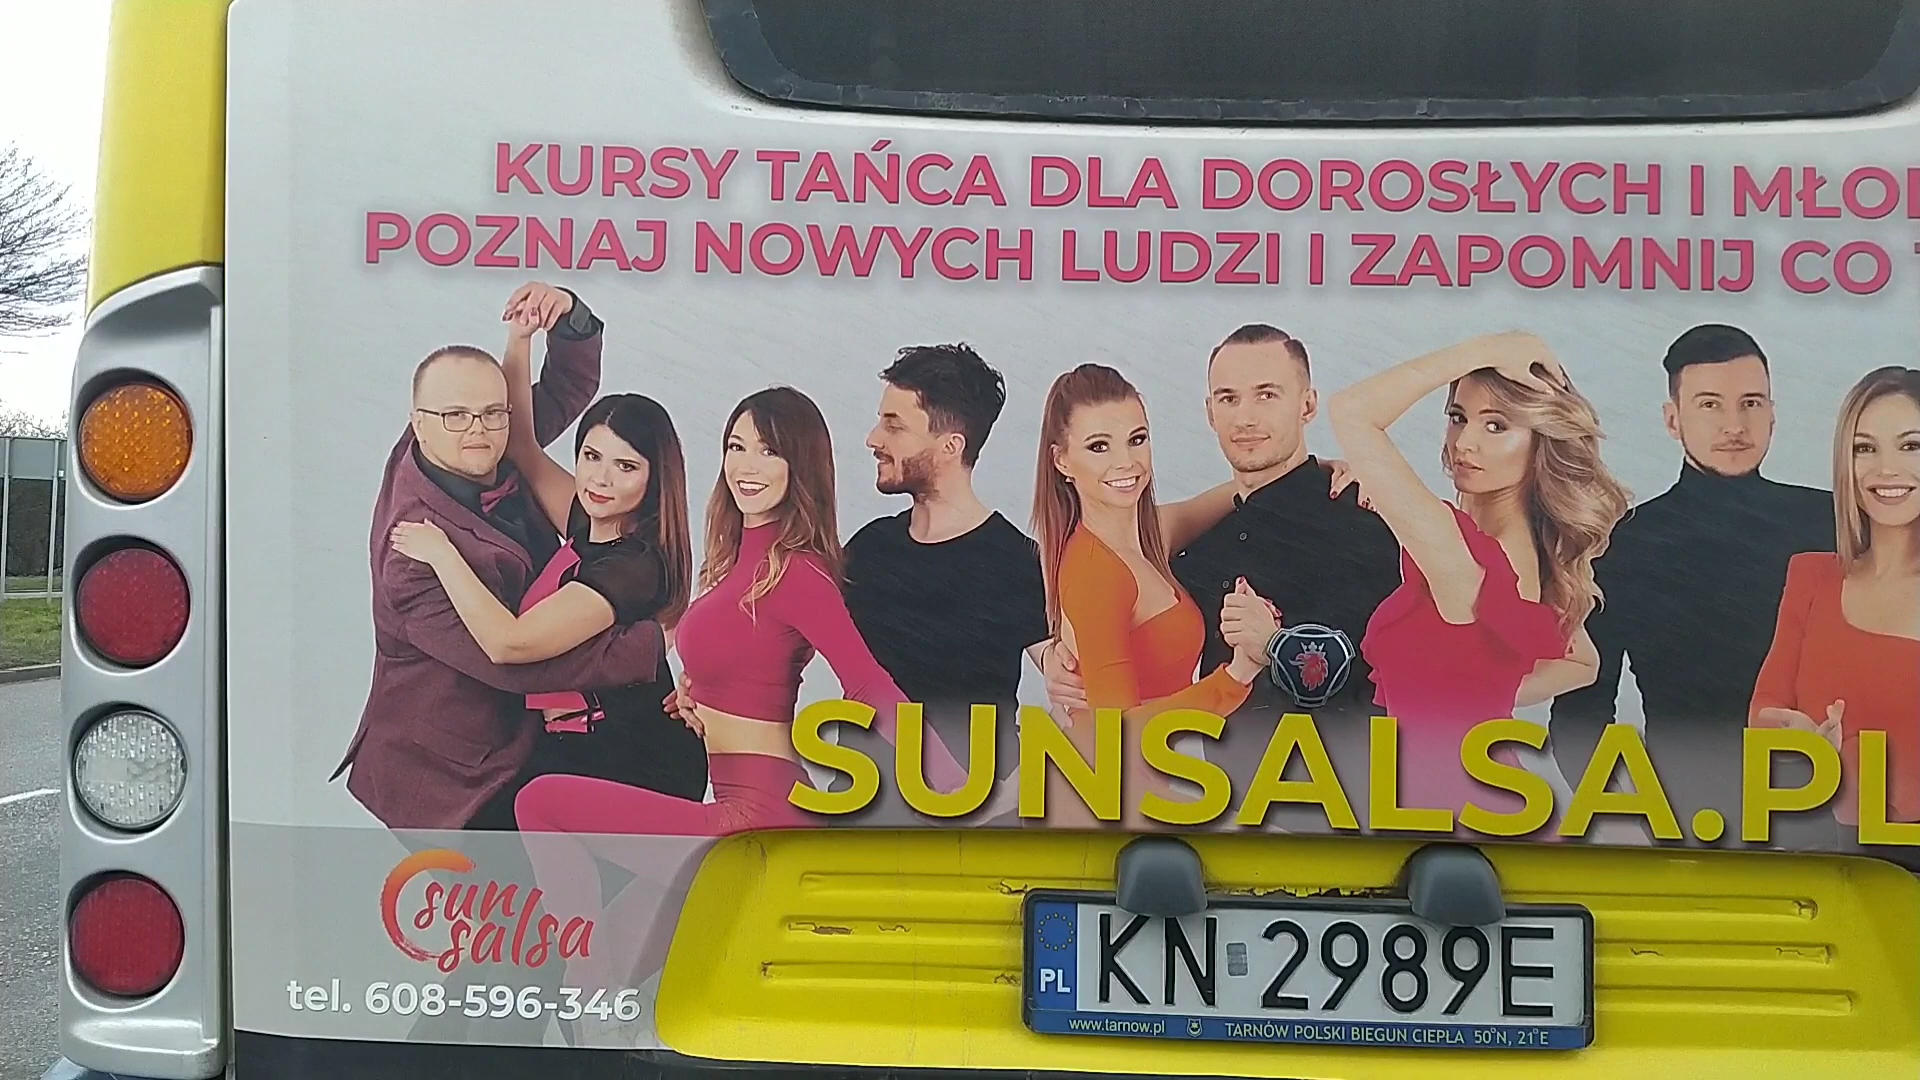 KURSY TAŃCA DLA DOROSŁYCH I MŁOD
POZNAJ NOWYCH LUDZI I ZAPOMNIJ CO
SUNSALSA.PL
sun
salsa
tel. 608-596-346
PL KN 2989E
www.tarnow.pl TARNÓW POLSKI BIEGUN CIEPŁA 50°N, 21°E